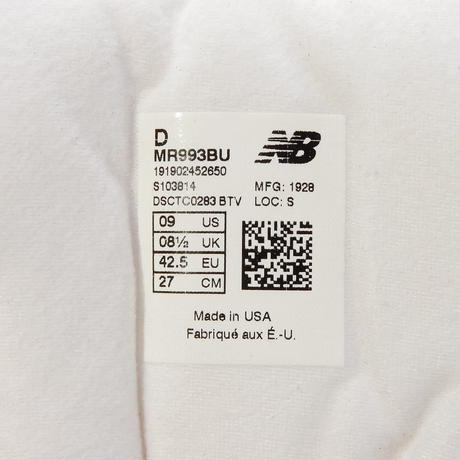 D
MR993BU
NB
191902452650
S103814
MFG: 1928
DSCTC0283 BTV
LOC: S
09 US
08½ UK
42.5 EU
27 CM
Made in USA
Fabriqué aux É.-U.